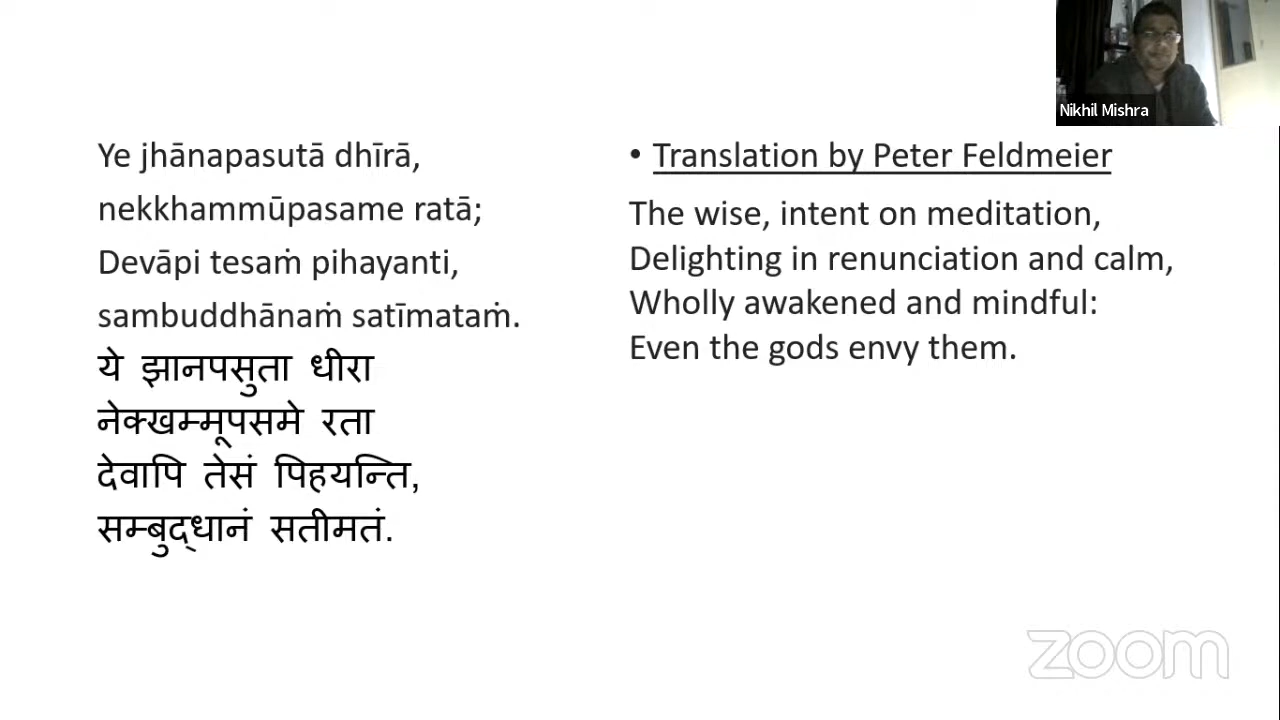 Nikhil Mishra
Ye jhānapasutā dhīrā,
nekkhammūpasame ratā;
Devāpi tesaṁ pihayanti,
sambuddhānaṁ satīmataṁ.
ये झानपसुता धीरा
नेक्खम्मूपसमे रता
देवापि तेसं पिहयन्ति,
सम्बुद्धानं सतीमतं.
• Translation by Peter Feldmeier
The wise, intent on meditation,
Delighting in renunciation and calm,
Wholly awakened and mindful:
Even the gods envy them.
zoom